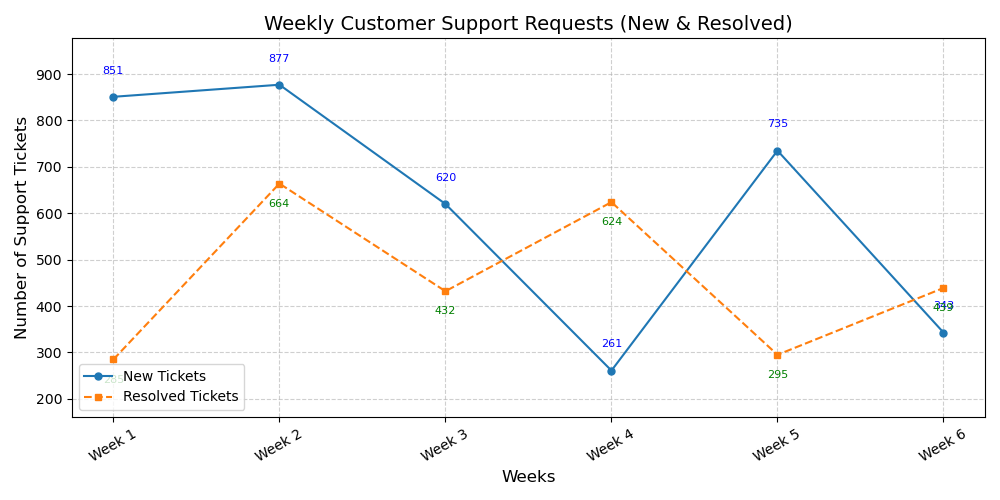 Weekly Customer Support Requests (New & Resolved)
Number of Support Tickets
900
800
700
600
500
400
300
200
851
877
620
261
735
343
664
432
624
295
439
New Tickets
Resolved Tickets
Week 1
Week 2
Week 3
Week 4
Week 5
Week 6
Weeks